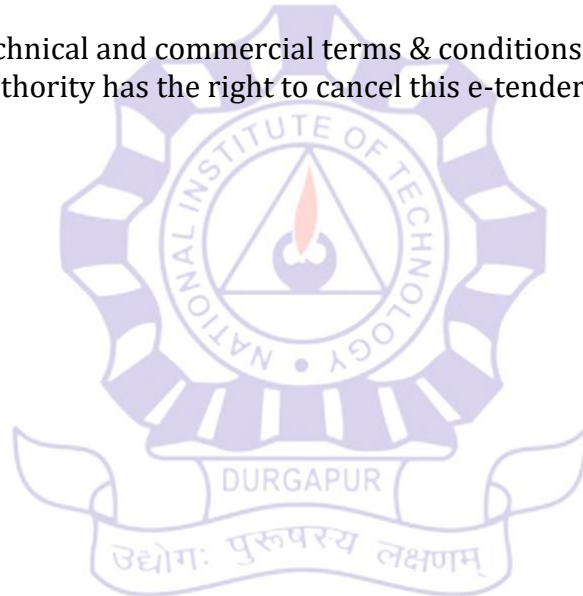 chnical and commercial terms & conditions
thority has the right to cancel this e-tender
NATIONAL INSTITUTE OF TECHNOLOGY
DURGAPUR
उद्योगः पुरूषस्य लक्षणम्